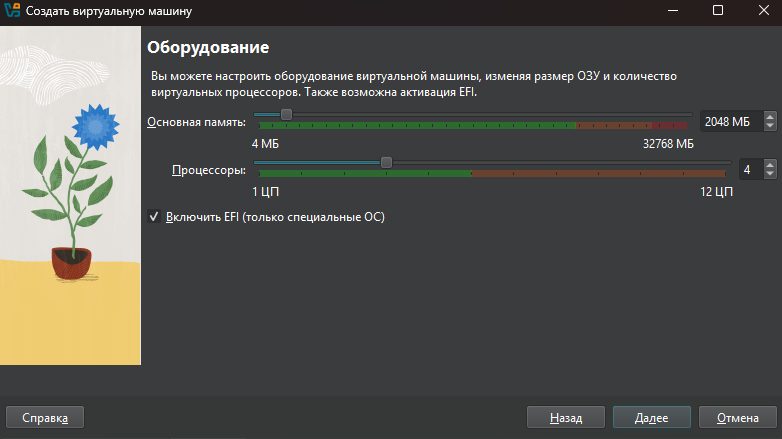 Создать виртуальную машину
Оборудование
Вы можете настроить оборудование виртуальной машины, изменяя размер ОЗУ и количество
виртуальных процессоров. Также возможна активация EFI.
Основная память: 2048 МБ
4 МБ 32768 МБ
Процессоры: 4
1 ЦП 12 ЦП
Включить EFI (только специальные ОС)
Справка Назад Далее Отмена